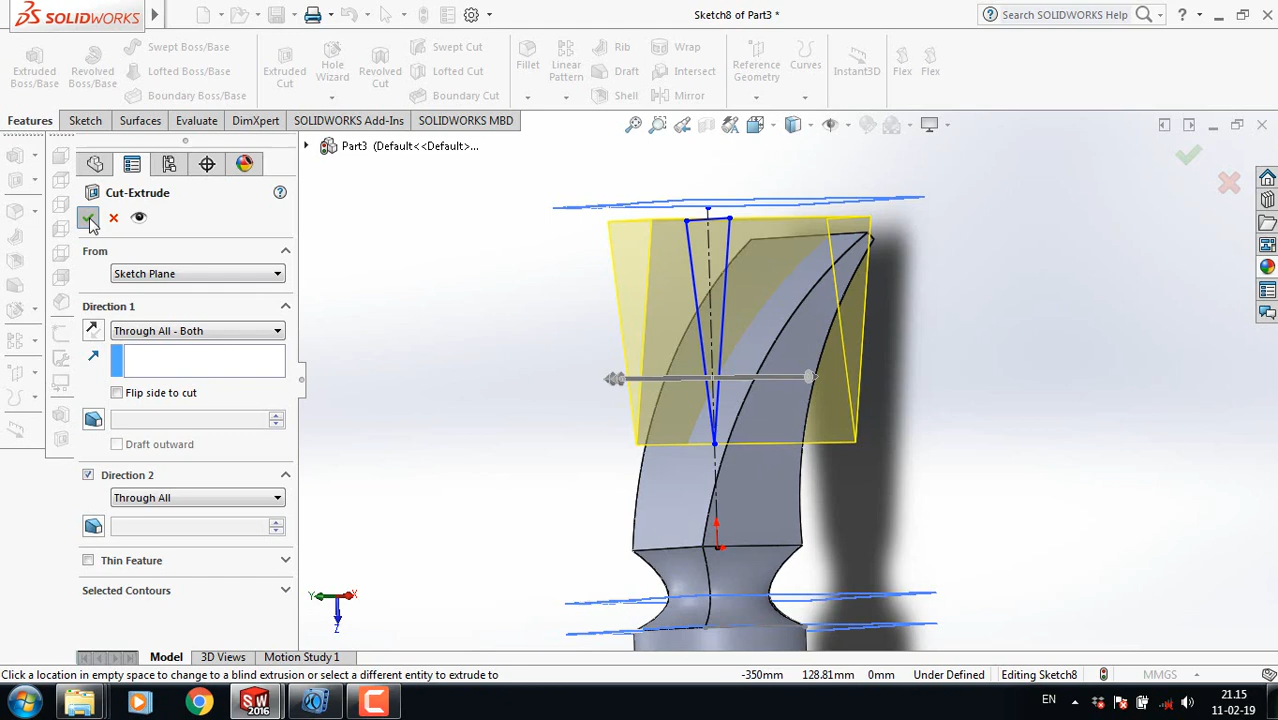 SOLIDWORKS
Sketch8 of Part3 *
Search SOLIDWORKS Help
Extruded Boss/Base
Revolved Boss/Base
Swept Boss/Base
Lofted Boss/Base
Boundary Boss/Base
Extruded Cut
Hole Wizard
Revolved Cut
Swept Cut
Lofted Cut
Boundary Cut
Fillet
Linear Pattern
Rib
Draft
Shell
Wrap
Intersect
Mirror
Reference Geometry
Curves
Instant3D
Flex
Flex
Features
Sketch
Surfaces
Evaluate
DimXpert
SOLIDWORKS Add-Ins
SOLIDWORKS MBD
Part3 (Default<<Default>...
Cut-Extrude
From
Sketch Plane
Direction 1
Through All - Both
Flip side to cut
Draft outward
Direction 2
Through All
Thin Feature
Selected Contours
Y
X
Z
Model
3D Views
Motion Study 1
Click a location in empty space to change to a blind extrusion or select a different entity to extrude to
-350mm
128.81mm
0mm
Under Defined
Editing Sketch8
MMGS
SW
2016
EN
21.15
11-02-19